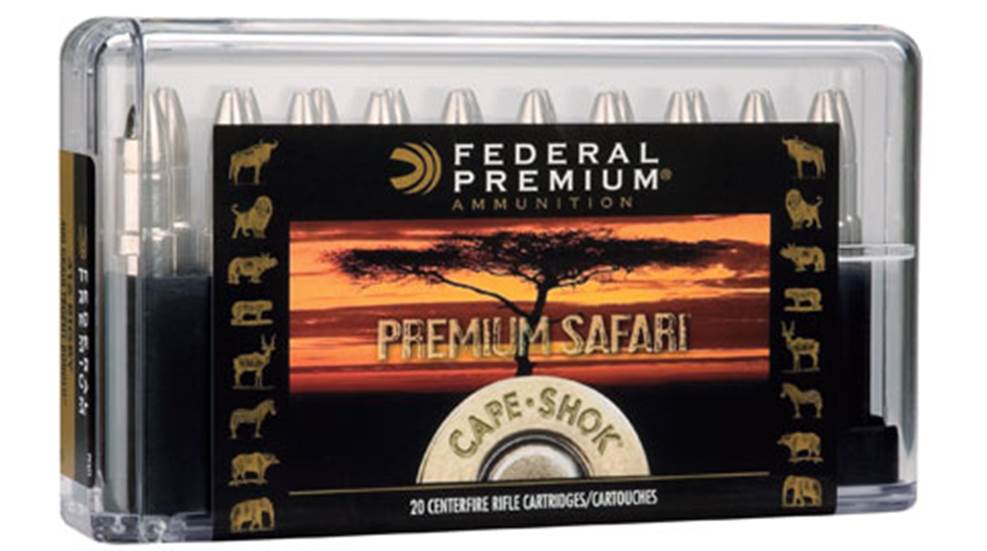 FEDERAL
PREMIUM®
AMMUNITION
PREMIUM SAFARI
CAPE·SHOK
20 CENTERFIRE RIFLE CARTRIDGES/CARTOUCHES